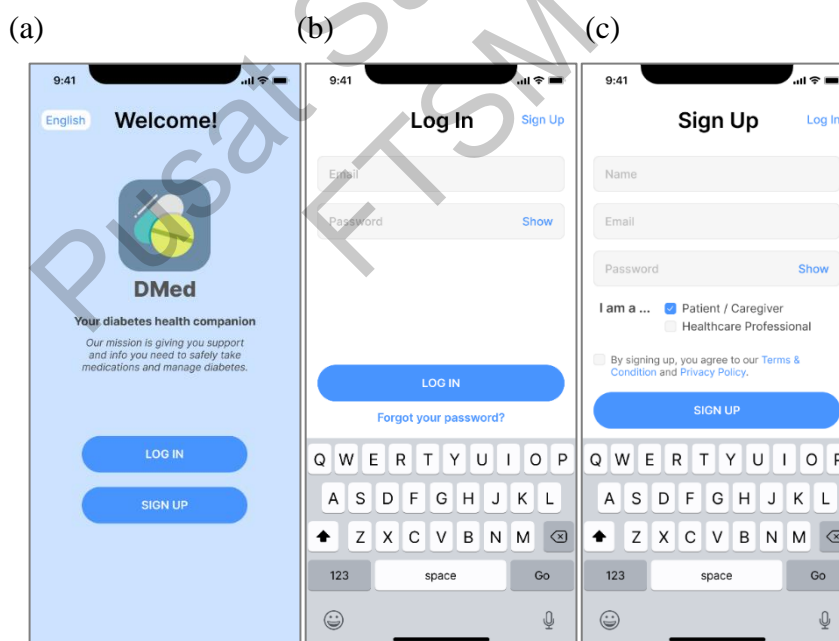 (a)
(b)
(c)
9:41
English
Welcome!
DMed
Your diabetes health companion
Our mission is giving you support
and info you need to safely take
medications and manage diabetes.
LOG IN
SIGN UP
9:41
Log In
Sign Up
Email
Password
Show
LOG IN
Forgot your password?
Q W E R T Y U I O P
A S D F G H J K L
Z X C V B N M
123
space
Go
9:41
Sign Up
Log In
Name
Email
Password
Show
I am a ...
Patient / Caregiver
Healthcare Professional
By signing up, you agree to our Terms &
Condition and Privacy Policy.
SIGN UP
Q W E R T Y U I O P
A S D F G H J K L
Z X C V B N M
123
space
Go
Pusat
FTSM